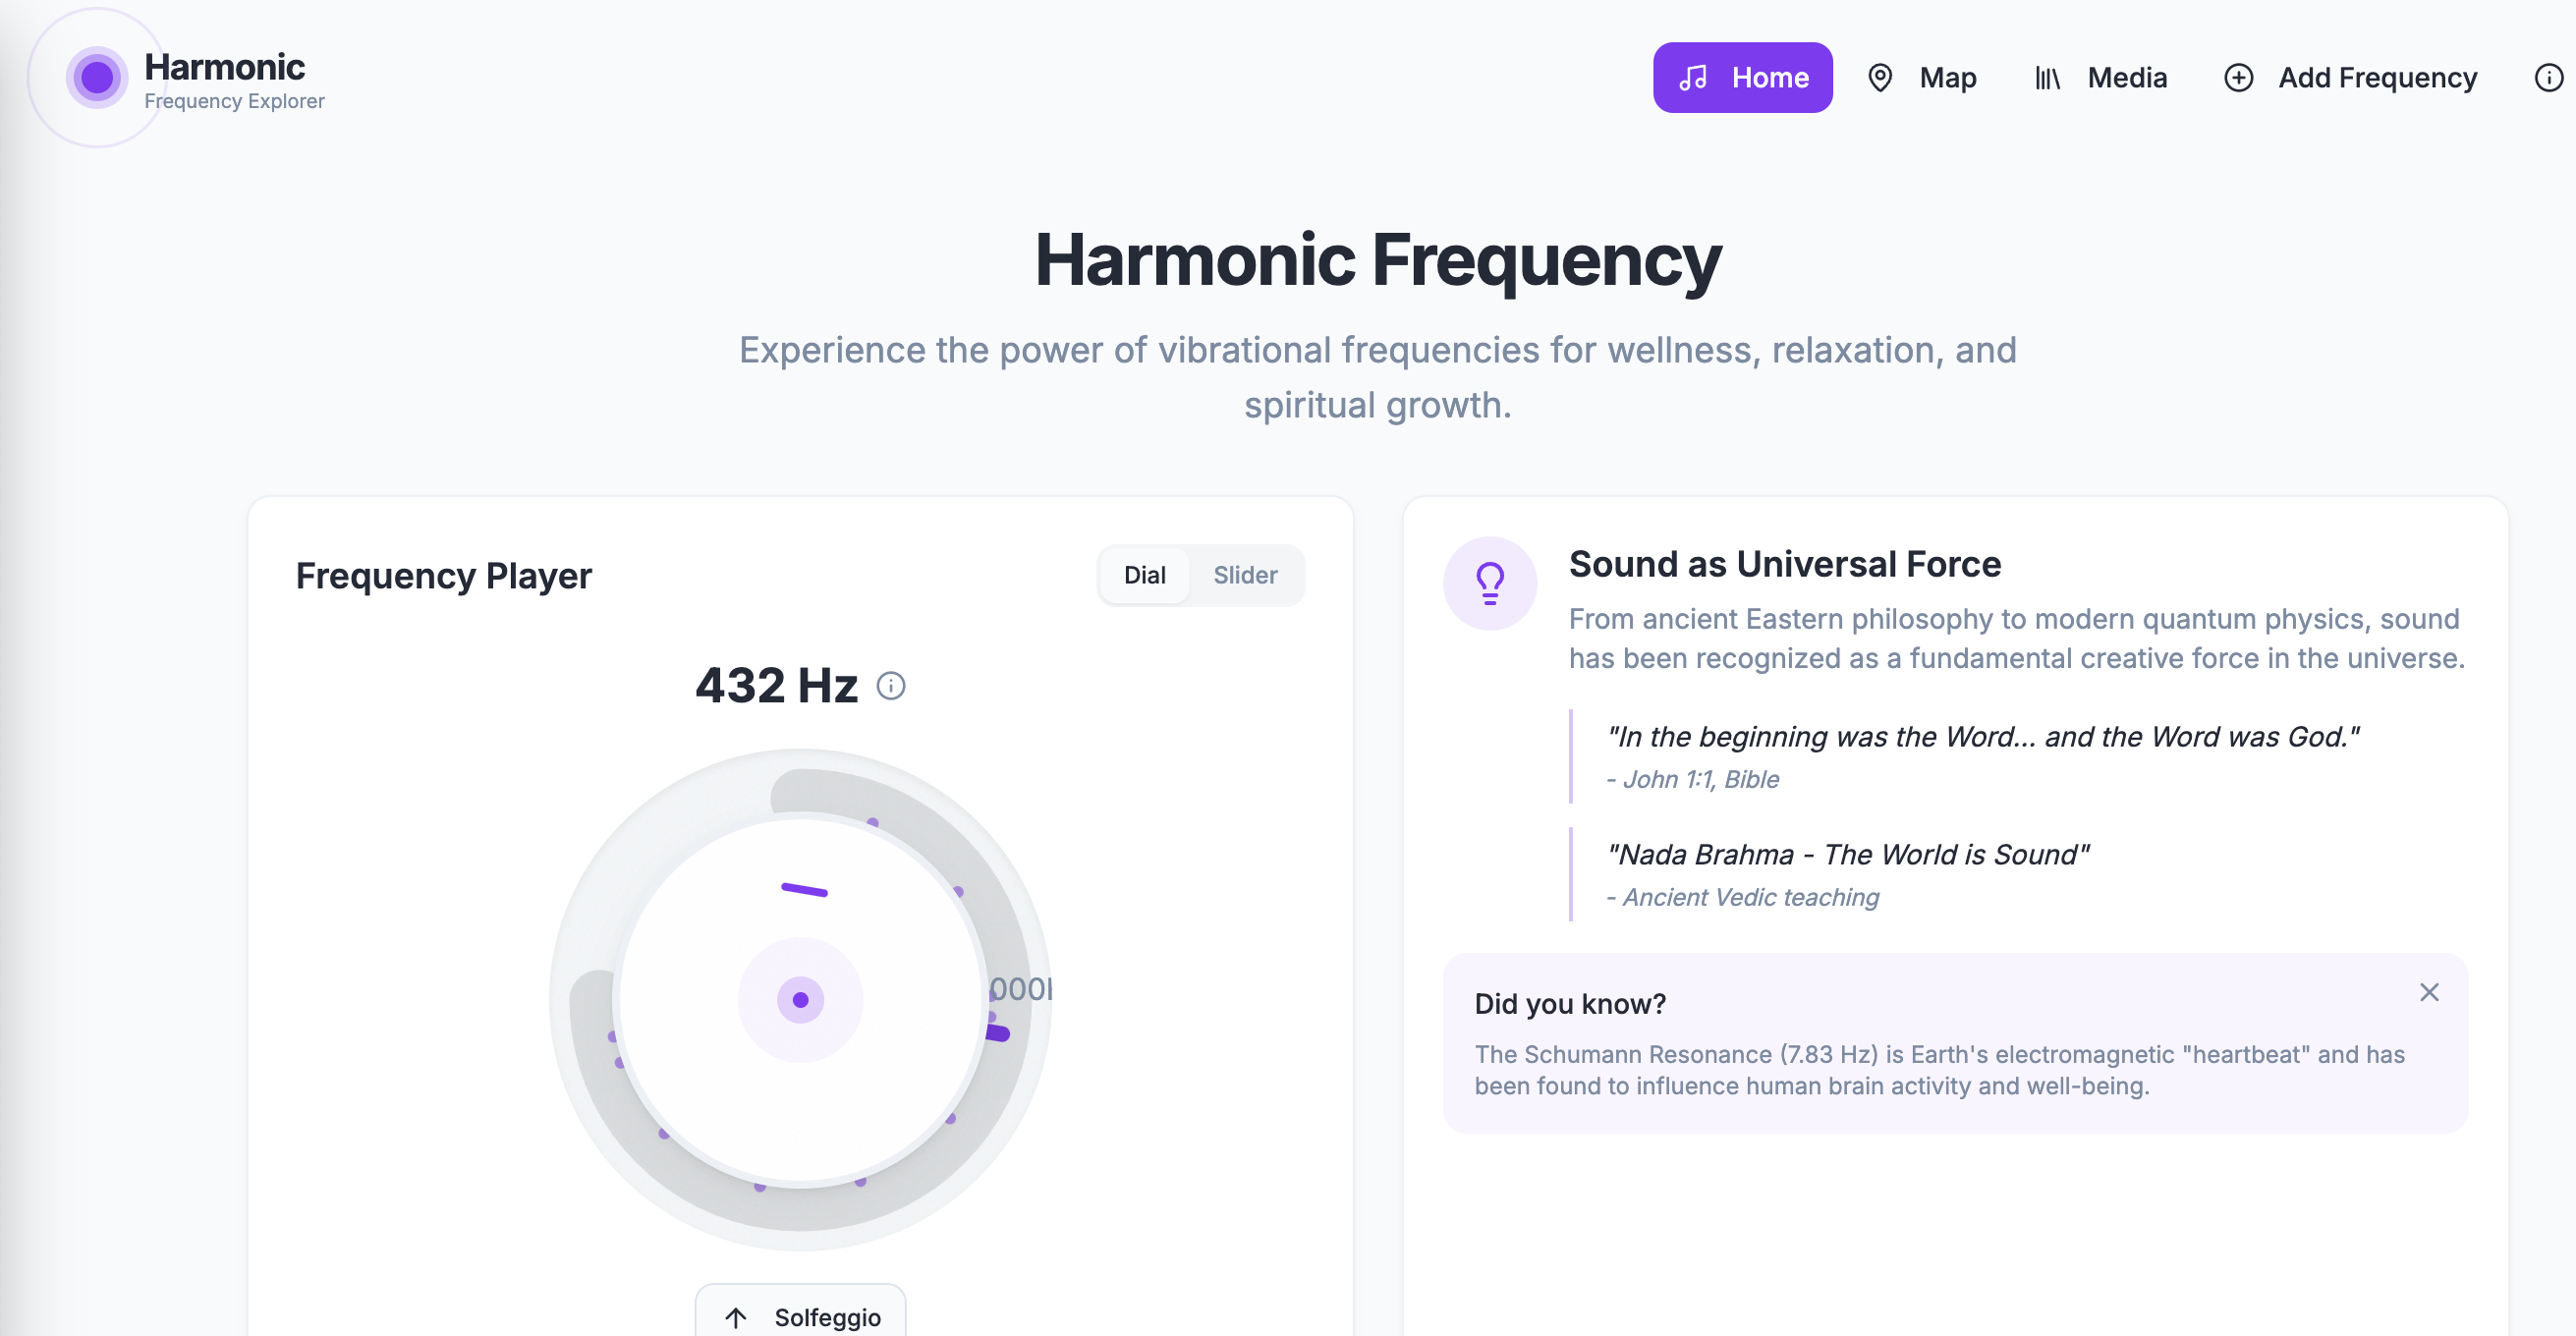 Harmonic
Frequency Explorer
Home
Map
Media
Add Frequency
Harmonic Frequency
Experience the power of vibrational frequencies for wellness, relaxation, and
spiritual growth.
Frequency Player
Dial
Slider
432 Hz
Solfeggio
Sound as Universal Force
From ancient Eastern philosophy to modern quantum physics, sound
has been recognized as a fundamental creative force in the universe.
"In the beginning was the Word... and the Word was God."
- John 1:1, Bible
"Nada Brahma - The World is Sound"
- Ancient Vedic teaching
Did you know?
The Schumann Resonance (7.83 Hz) is Earth's electromagnetic "heartbeat" and has
been found to influence human brain activity and well-being.